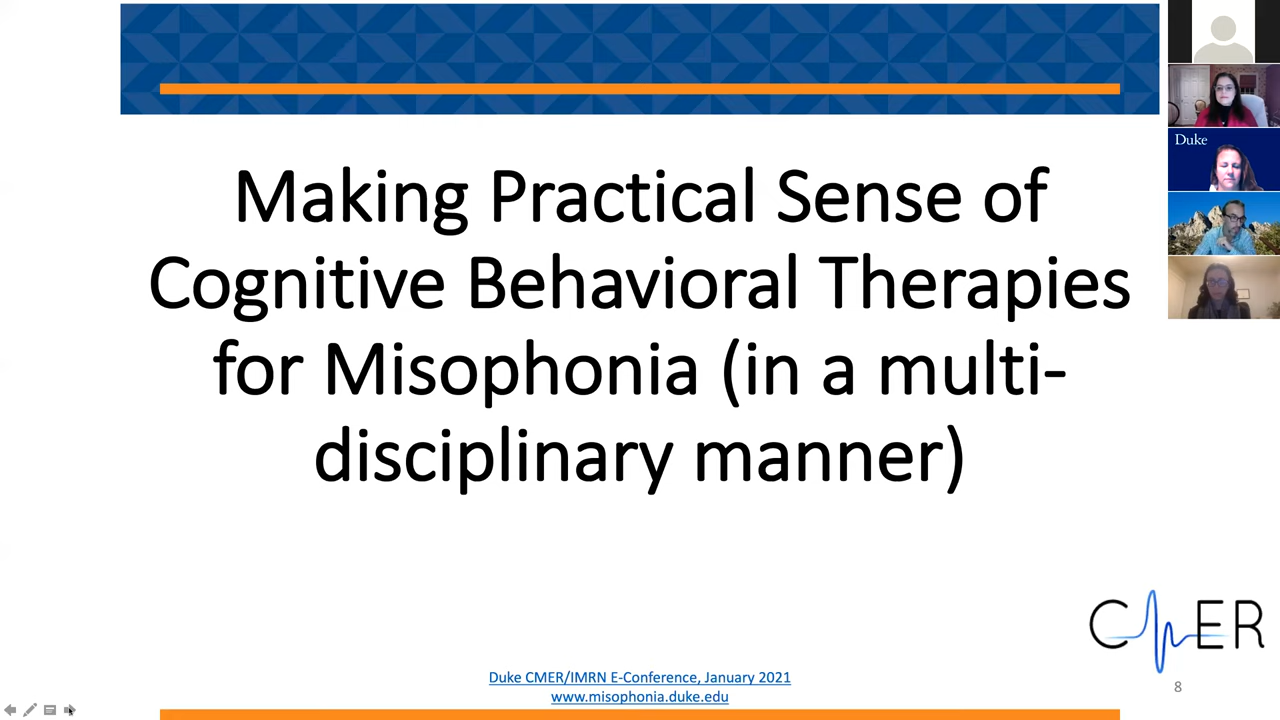 Making Practical Sense of
Cognitive Behavioral Therapies
for Misophonia (in a multi-
disciplinary manner)
Duke
CMER
Duke CMER/IMRN E-Conference, January 2021
www.misophonia.duke.edu
8